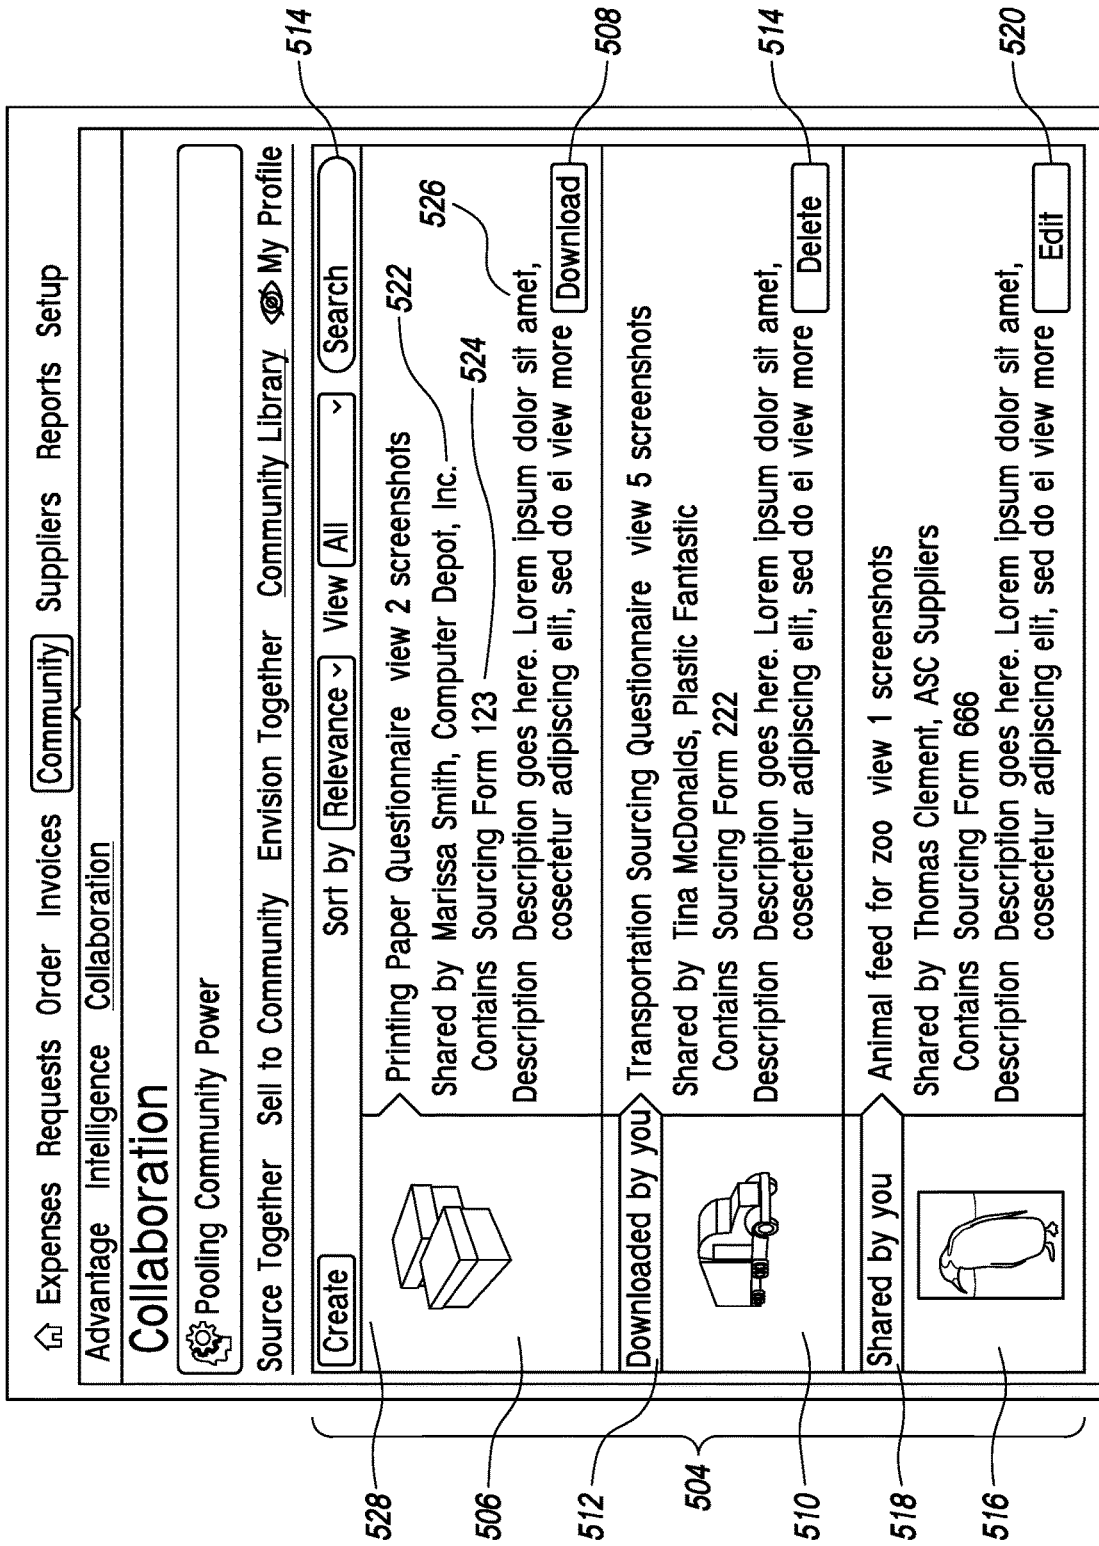 Expenses Requests Order Invoices Community Suppliers Reports Setup
Advantage Intelligence Collaboration
Collaboration
Pooling Community Power
Source Together Sell to Community Envision Together Community Library My Profile
Create Sort by Relevance View All Search
514
528
Printing Paper Questionnaire view 2 screenshots
522
Shared by Marissa Smith, Computer Depot, Inc.
526
Contains Sourcing Form 123
524
506
Description Description goes here. Lorem ipsum dolor sit amet,
cosectetur adipiscing elit, sed do ei view more Download
508
512
Downloaded by you
Transportation Sourcing Questionnaire view 5 screenshots
Shared by Tina McDonalds, Plastic Fantastic
504
Contains Sourcing Form 222
Description Description goes here. Lorem ipsum dolor sit amet,
cosectetur adipiscing elit, sed do ei view more Delete
514
510
Shared by you
Animal feed for zoo view 1 screenshots
518
Shared by Thomas Clement, ASC Suppliers
Contains Sourcing Form 666
516
Description Description goes here. Lorem ipsum dolor sit amet,
cosectetur adipiscing elit, sed do ei view more Edit
520